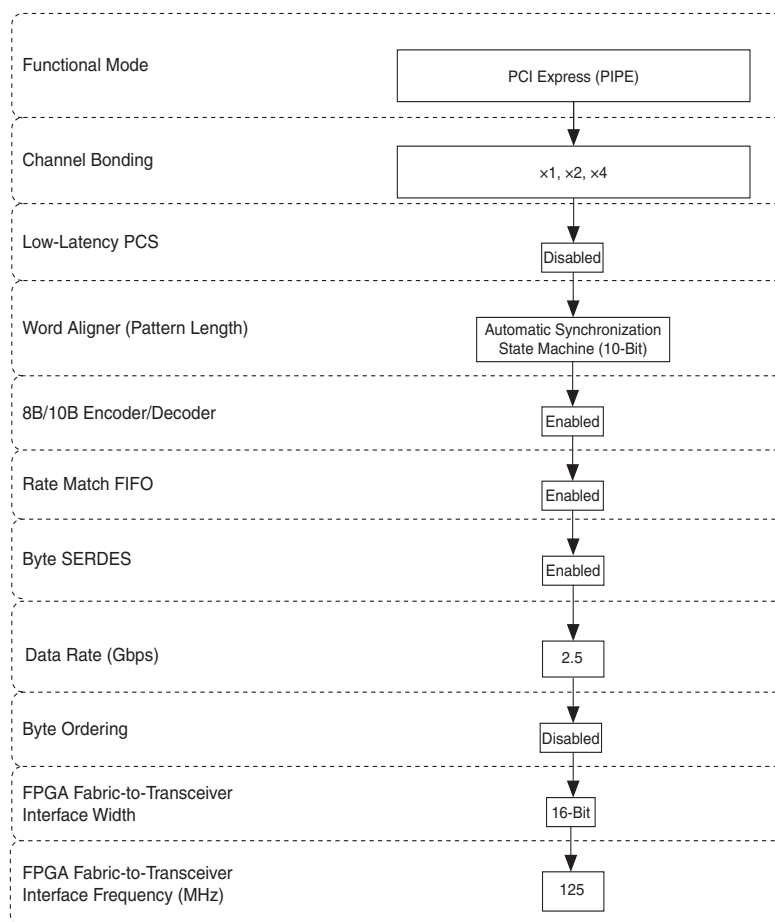 Functional Mode
PCI Express (PIPE)
Channel Bonding
×1, ×2, ×4
Low-Latency PCS
Disabled
Word Aligner (Pattern Length)
Automatic Synchronization
State Machine (10-Bit)
8B/10B Encoder/Decoder
Enabled
Rate Match FIFO
Enabled
Byte SERDES
Enabled
Data Rate (Gbps)
2.5
Byte Ordering
Disabled
FPGA Fabric-to-Transceiver
Interface Width
16-Bit
FPGA Fabric-to-Transceiver
Interface Frequency (MHz)
125